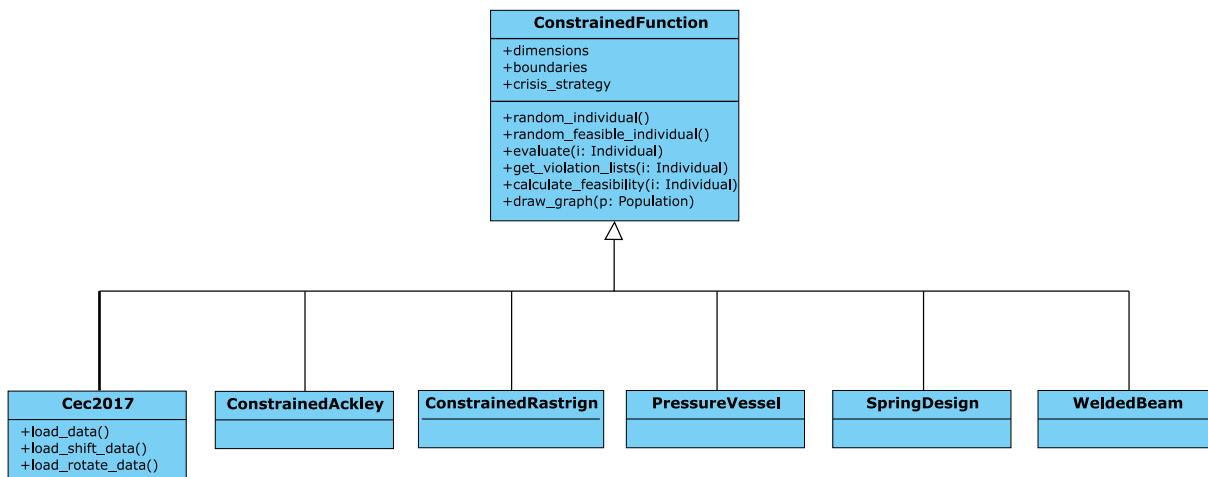 ConstrainedFunction
+dimensions
+boundaries
+crisis_strategy
+random_individual()
+random_feasible_individual()
+evaluate(i: Individual)
+get_violation_lists(i: Individual)
+calculate_feasibility(i: Individual)
+draw_graph(p: Population)
Cec2017
+load_data()
+load_shift_data()
+load_rotate_data()
ConstrainedAckley
ConstrainedRastrign
PressureVessel
SpringDesign
WeldedBeam